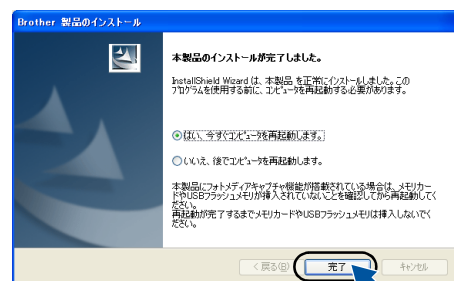 Brother 製品のインストール
本製品のインストールが完了しました。
InstallShield Wizard は、本製品 を正常にインストールしました。この
プログラムを使用する前に、コンピュータを再起動する必要があります。
はい、今すぐコンピュータを再起動します。
いいえ、後でコンピュータを再起動します。
本製品にフォトメディアキャプチャ機能が搭載されている場合は、メモリカー
ドやUSBフラッシュメモリが挿入されていないことを確認してから再起動してく
ださい。
再起動が完了するまでメモリカードやUSBフラッシュメモリは挿入しないでく
ださい。
< 戻る(B) 完了 キャンセル